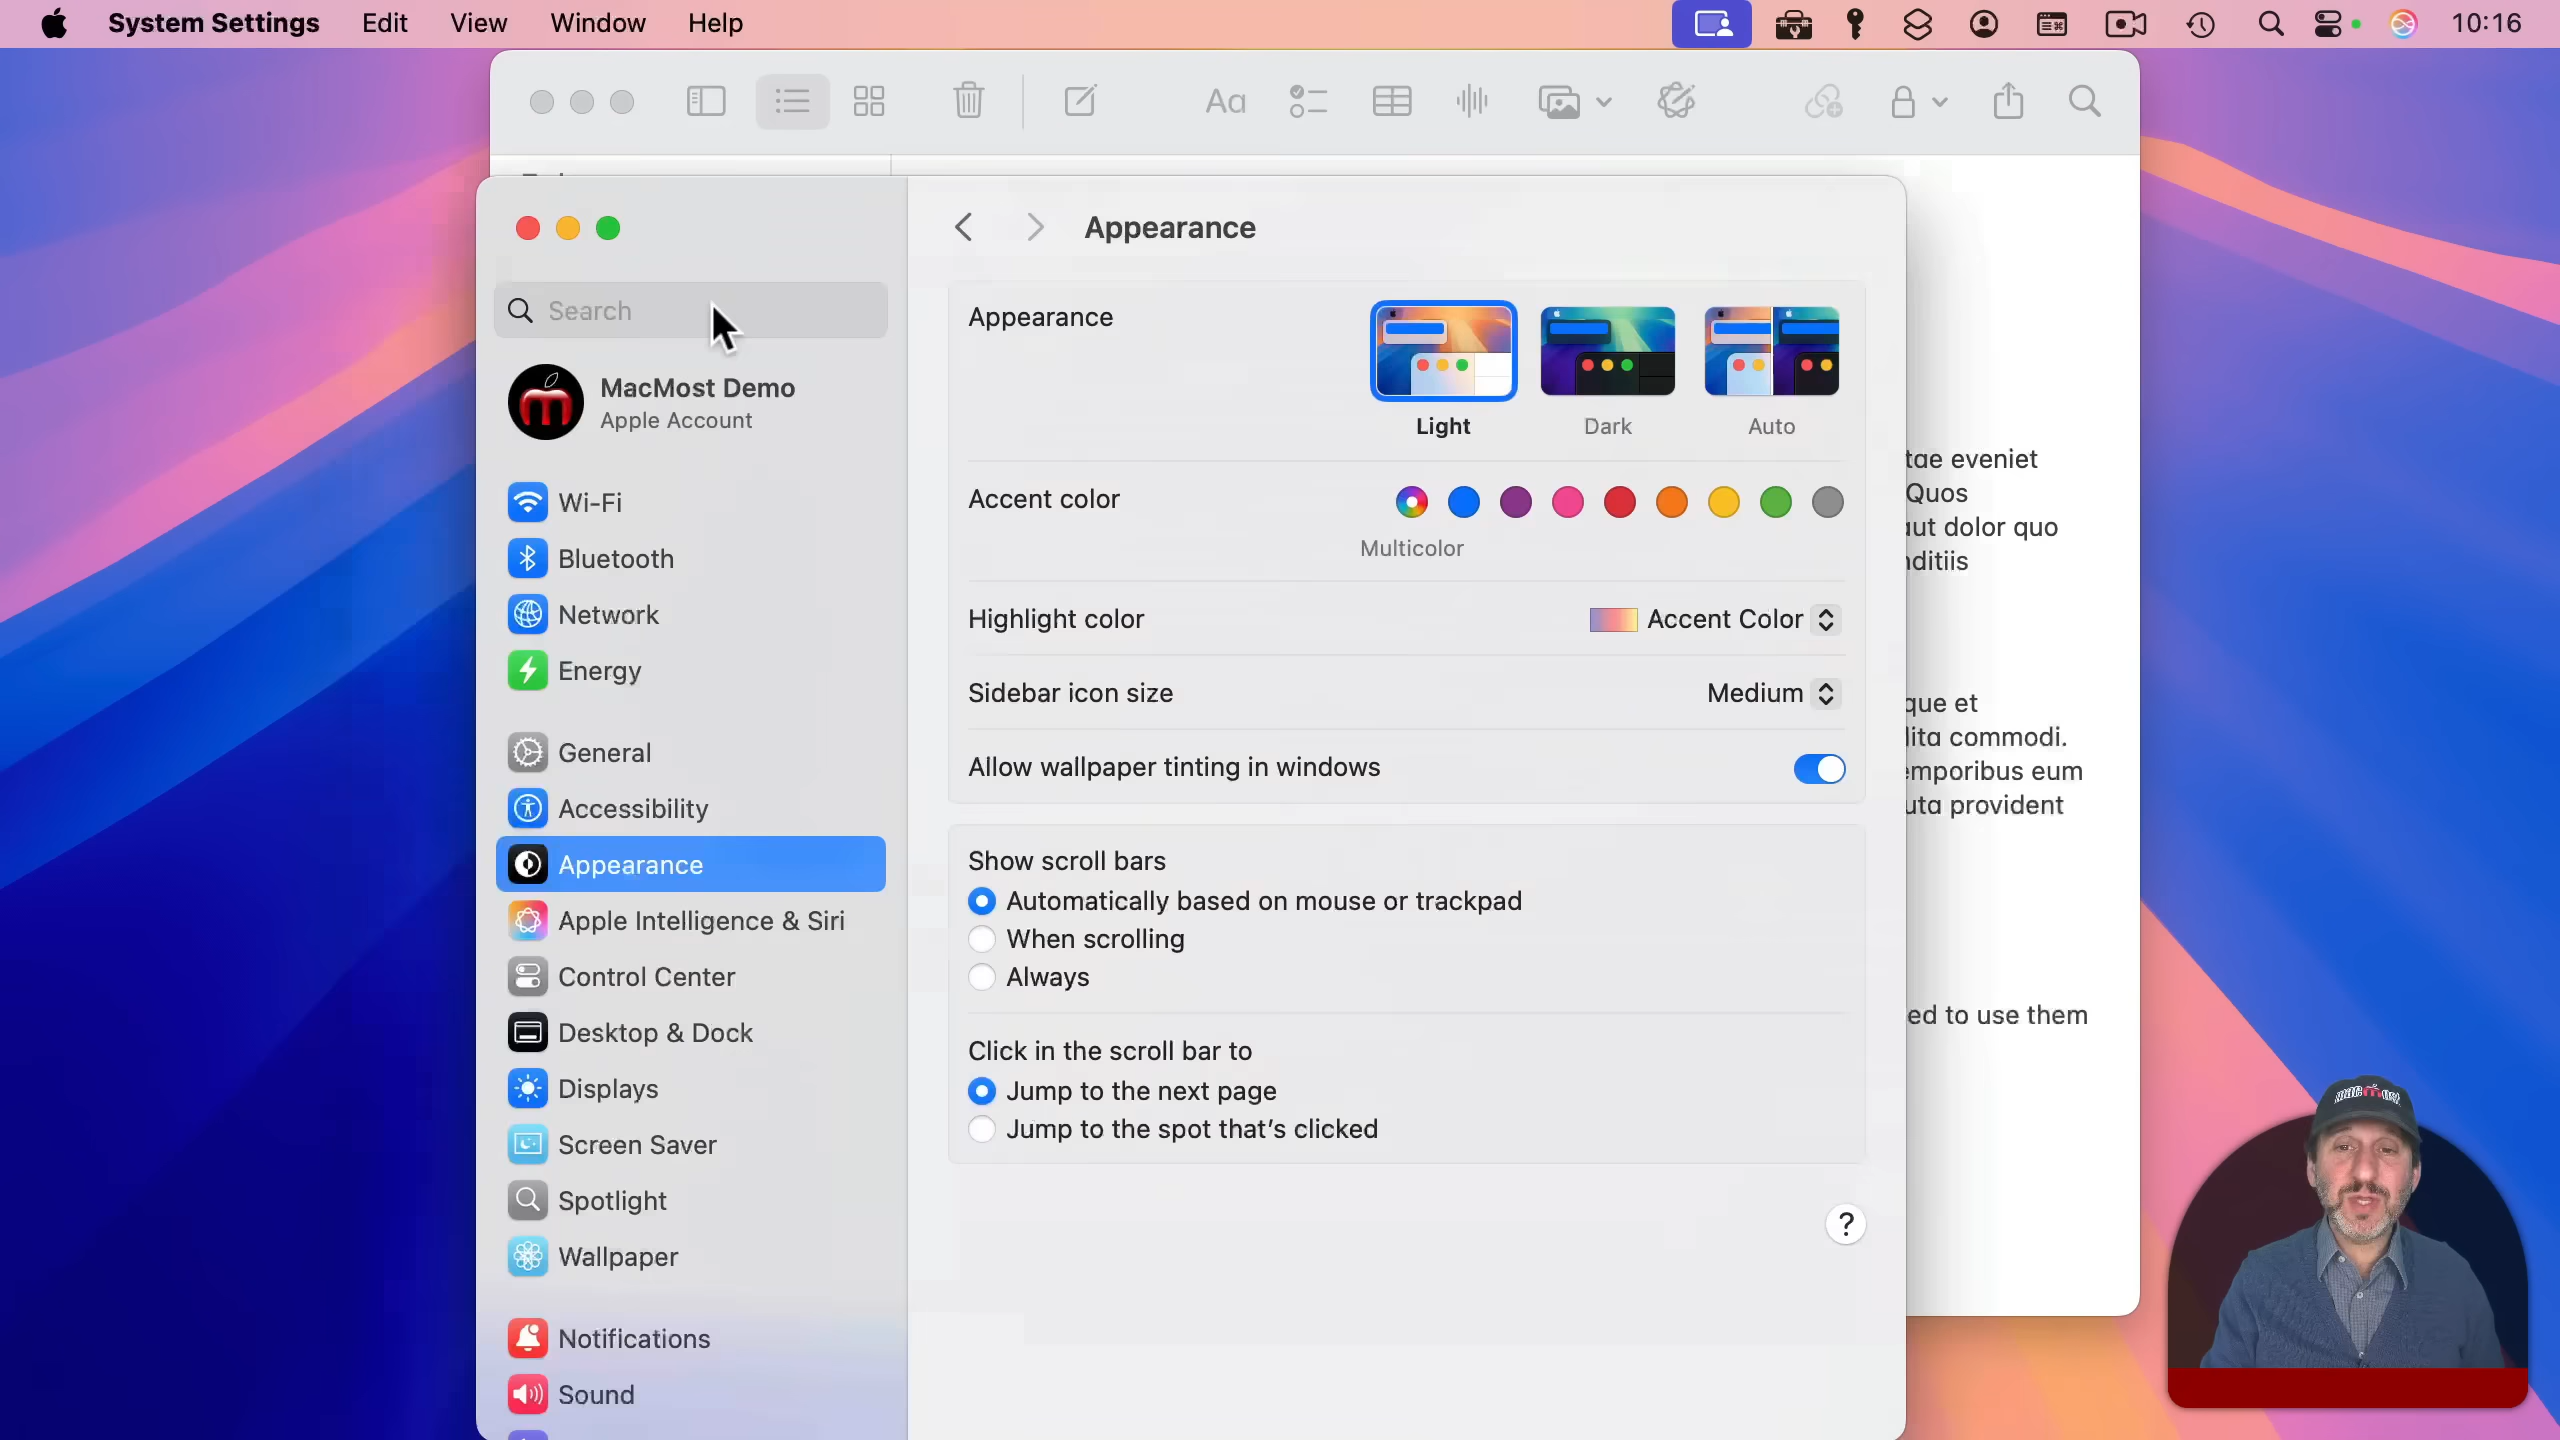 System Settings Edit View Window Help 10:16
Aa
Search
MacMost Demo
Apple Account
Wi-Fi
Bluetooth
Network
Energy
General
Accessibility
Appearance
Apple Intelligence & Siri
Control Center
Desktop & Dock
Displays
Screen Saver
Spotlight
Wallpaper
Notifications
Sound
Appearance
Appearance
Light Dark Auto
Accent color
Multicolor
Highlight color Accent Color
Sidebar icon size Medium
Allow wallpaper tinting in windows
Show scroll bars
Automatically based on mouse or trackpad
When scrolling
Always
Click in the scroll bar to
Jump to the next page
Jump to the spot that's clicked
?
tae eveniet
Quos
aut dolor quo
nditiis
que et
lita commodi.
emporibus eum
uta provident
ed to use them
macmost